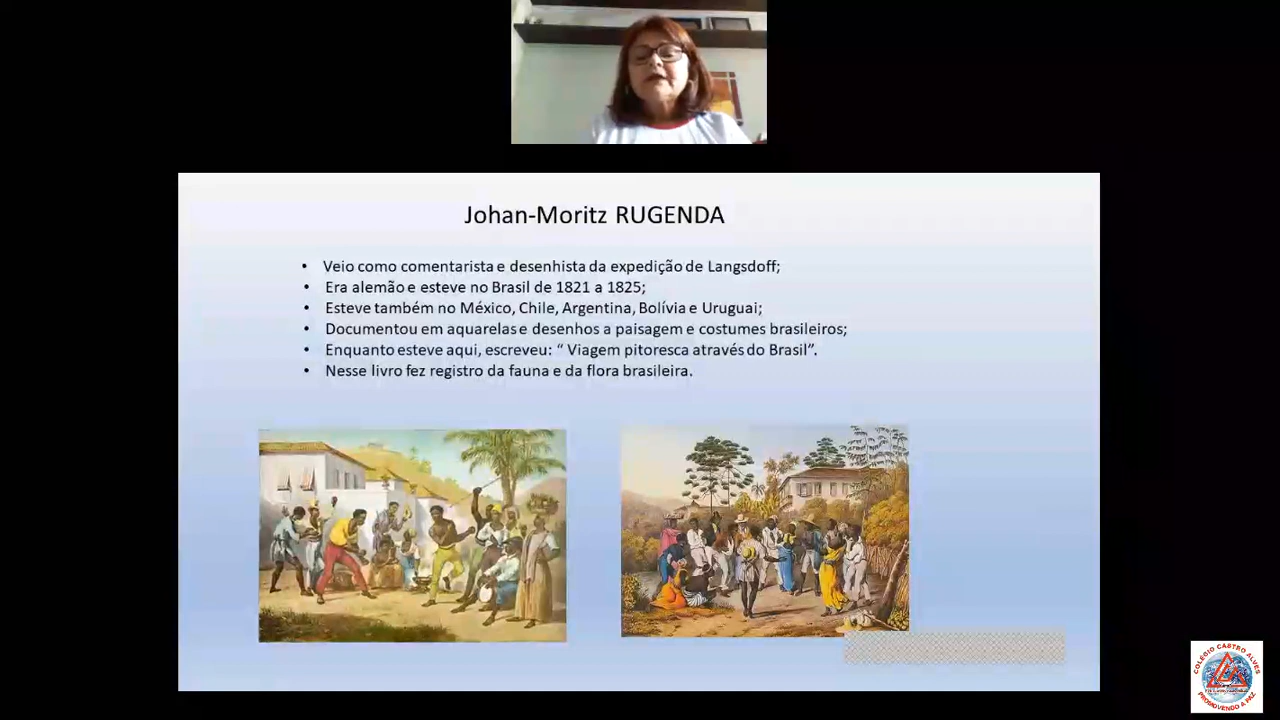 Johan-Moritz RUGENDA
• Veio como comentarista e desenhista da expedição de Langsdoff;
• Era alemão e esteve no Brasil de 1821 a 1825;
• Esteve também no México, Chile, Argentina, Bolívia e Uruguai;
• Documentou em aquarelas e desenhos a paisagem e costumes brasileiros;
• Enquanto esteve aqui, escreveu: “ Viagem pitoresca através do Brasil”.
• Nesse livro fez registro da fauna e da flora brasileira.
COLÉGIO CASTRO ALVES
PROMOVENDO A PAZ